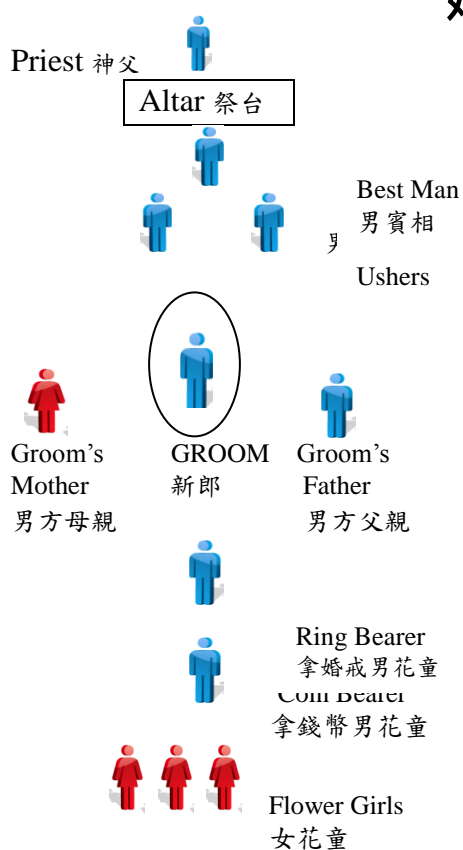 Priest 神父
Altar 祭台
Best Man
男賓相
Ushers
GROOM
新郎
Groom's
Mother
男方母親
Groom's
Father
男方父親
Ring Bearer
拿婚戒男花童
Coin Bearer
拿錢幣男花童
Flower Girls
女花童